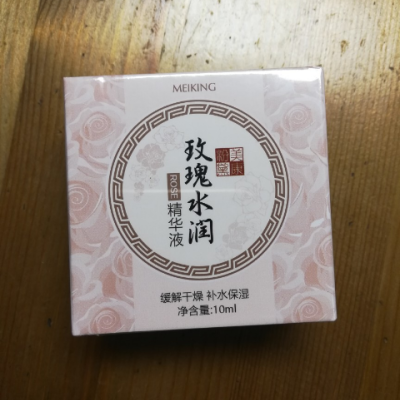 MEIKING
玫瑰水润
ROSE
精华液
缓解干燥 补水保湿
净含量:10ml